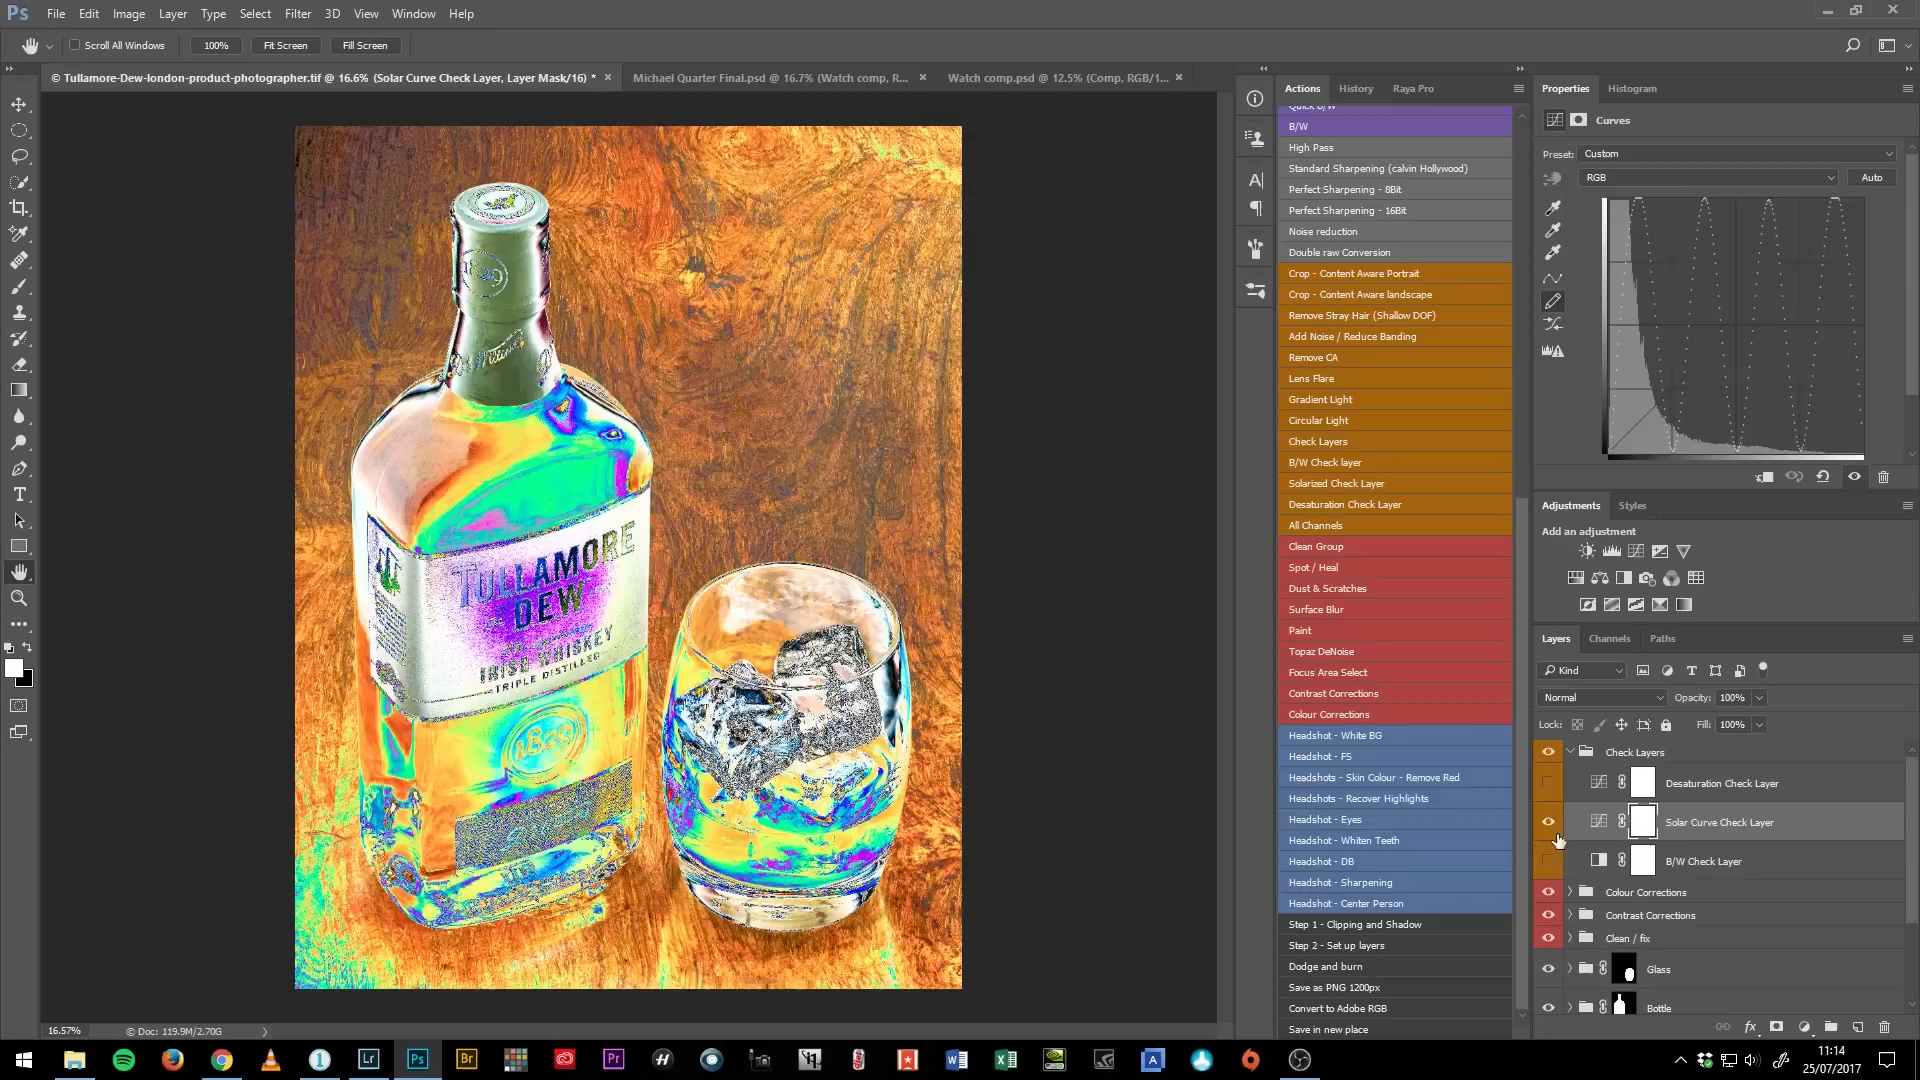 Ps File Edit Image Layer Type Select Filter 3D View Window Help
Scroll All Windows 100% Fit Screen Fill Screen
© Tullamore-Dew-london-product-photographer.tif @ 16.6% (Solar Curve Check Layer, Layer Mask/16) *
Michael Quarter Final.psd @ 16.7% (Watch comp, R...
Watch comp.psd @ 12.5% (Comp, RGB/1...
1829
TULLAMORE
DEW
IRISH WHISKEY
TRIPLE DISTILLED
1829
16.57% © Doc: 119.9M/2.70G
Actions History Raya Pro
Quick B/W
B/W
High Pass
Standard Sharpening (calvin Hollywood)
Perfect Sharpening - 8Bit
Perfect Sharpening - 16Bit
Noise reduction
Double raw Conversion
Crop - Content Aware Portrait
Crop - Content Aware landscape
Remove Stray Hair (Shallow DOF)
Add Noise / Reduce Banding
Remove CA
Lens Flare
Gradient Light
Circular Light
Check Layers
B/W Check layer
Solarized Check Layer
Desaturation Check Layer
All Channels
Clean Group
Spot / Heal
Dust & Scratches
Surface Blur
Paint
Topaz DeNoise
Focus Area Select
Contrast Corrections
Colour Corrections
Headshot - White BG
Headshot - FS
Headshots - Skin Colour - Remove Red
Headshots - Recover Highlights
Headshot - Eyes
Headshot - Whiten Teeth
Headshot - DB
Headshot - Sharpening
Headshot - Center Person
Step 1 - Clipping and Shadow
Step 2 - Set up layers
Dodge and burn
Save as PNG 1200px
Convert to Adobe RGB
Save in new place
Properties Histogram
Curves
Preset: Custom
RGB Auto
Adjustments Styles
Add an adjustment
Layers Channels Paths
Kind
Normal Opacity: 100%
Lock: Fill: 100%
Check Layers
Desaturation Check Layer
Solar Curve Check Layer
B/W Check Layer
Colour Corrections
Contrast Corrections
Clean / fix
Glass
Bottle
Lr Ps Br Pr
11:14
25/07/2017